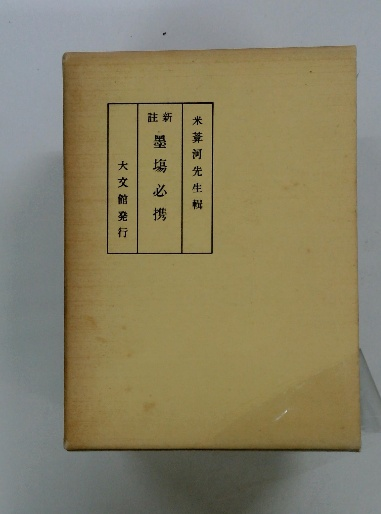 米菴河先生輯
新註 墨場必携
大文館発行